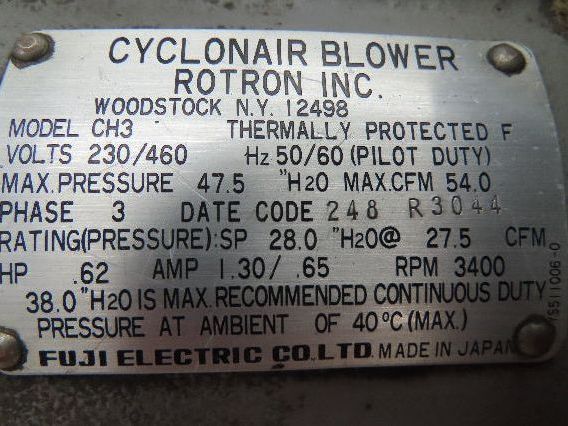 CYCLONAIR BLOWER
ROTRON INC.
WOODSTOCK N.Y. 12498
MODEL CH3 THERMALLY PROTECTED F
VOLTS 230/460 Hz 50/60 (PILOT DUTY)
MAX. PRESSURE 47.5 "H2O MAX.CFM 54.0
PHASE 3 DATE CODE 248 R3044
RATING(PRESSURE):SP 28.0 "H2O@ 27.5 CFM
HP .62 AMP 1.30/ .65 RPM 3400
38.0 "H2O IS MAX. RECOMMENDED CONTINUOUS DUTY
PRESSURE AT AMBIENT OF 40°C (MAX.)
FUJI ELECTRIC CO.LTD. MADE IN JAPAN
TS511006-0